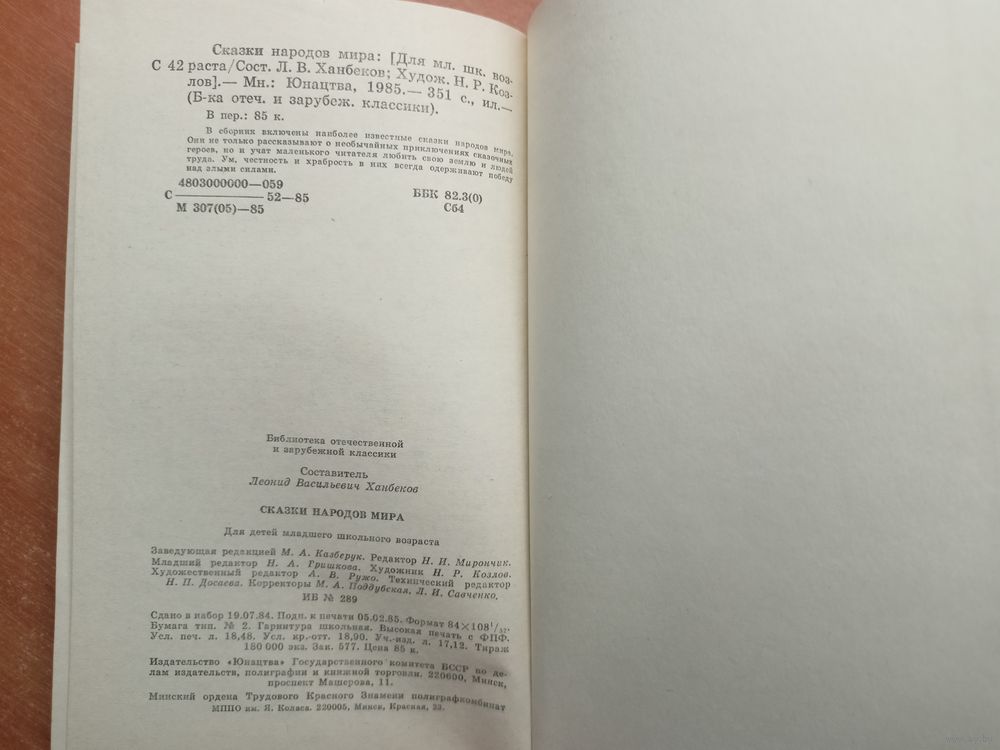 Сказки народов мира: [Для мл. шк. воз-
С 42 раста/Сост. Л. В. Ханбеков; Худож. Н. Р. Коз-
лов].— Мн.: Юнацтва, 1985.— 351 с., ил.—
(Б-ка отеч. и зарубеж. классики).
В пер.: 85 к.
В сборник включены наиболее известные сказки народов мира.
Они не только рассказывают о необычайных приключениях сказочных
героев, но и учат маленького читателя любить свою землю и людей
труда. Ум, честность и храбрость в них всегда одерживают победу
над злыми силами.
4803000000—059
С ———— 52—85
М 307(05)—85
ББК 82.3(0)
Сб4
Библиотека отечественной
и зарубежной классики
Составитель
Леонид Васильевич Ханбеков
СКАЗКИ НАРОДОВ МИРА
Для детей младшего школьного возраста
Заведующая редакцией М. А. Казберук. Редактор Н. И. Мирончик.
Младший редактор Н. А. Гришкова. Художник Н. Р. Козлов.
Художественный редактор А. В. Ружо. Технический редактор
Н. П. Досаева. Корректоры М. А. Поддубская, Л. И. Савченко.
ИБ № 289
Сдано в набор 19.07.84. Подп. к печати 05.02.85. Формат 84×108¹/₃₂.
Бумага тип. № 2. Гарнитура школьная. Высокая печать с ФПФ.
Усл. печ. л. 18,48. Усл. кр.-отт. 18,90. Уч.-изд. л. 17,12. Тираж
180 000 экз. Зак. 577. Цена 85 к.
Издательство «Юнацтва» Государственного комитета БССР по де-
лам издательств, полиграфии и книжной торговли. 220600, Минск,
проспект Машерова, 11.
Минский ордена Трудового Красного Знамени полиграфкомбинат
МППО им. Я. Коласа. 220005, Минск, Красная, 23.